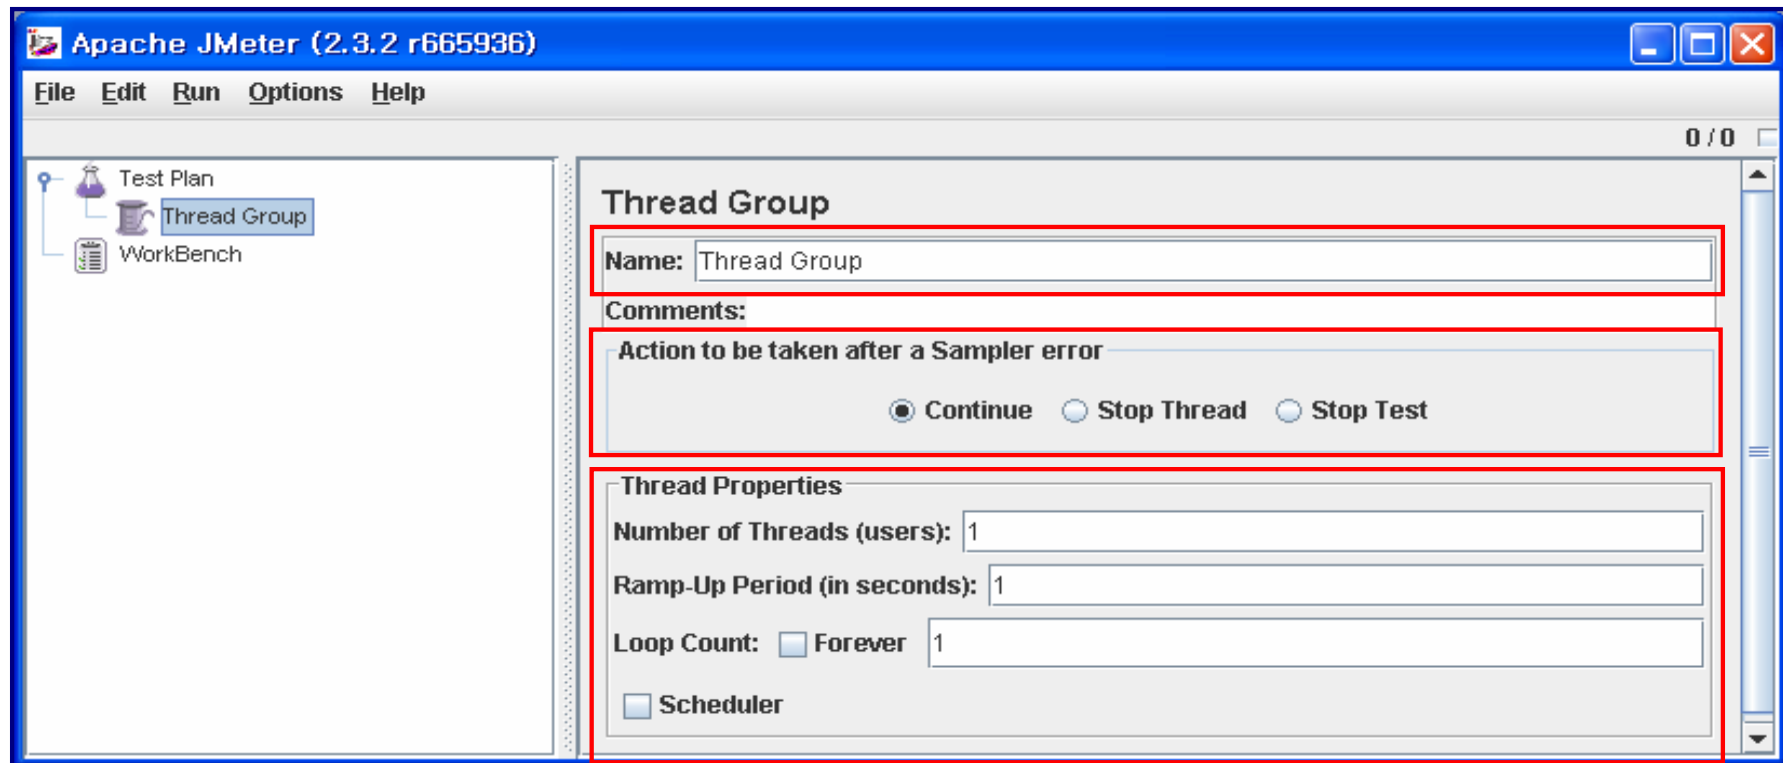 Apache JMeter (2.3.2 r665936)
File Edit Run Options Help
0 / 0
Test Plan
Thread Group
WorkBench
Thread Group
Name: Thread Group
Comments:
Action to be taken after a Sampler error
Continue Stop Thread Stop Test
Thread Properties
Number of Threads (users): 1
Ramp-Up Period (in seconds): 1
Loop Count: Forever 1
Scheduler